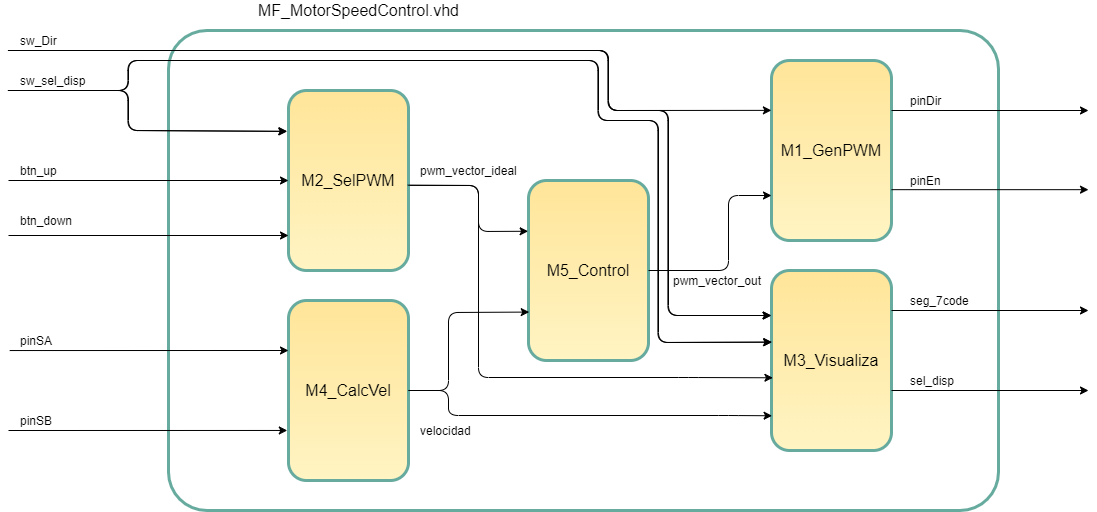 MF_MotorSpeedControl.vhd
sw_Dir
sw_sel_disp
btn_up
btn_down
pinSA
pinSB
M2_SelPWM
M4_CalcVel
pwm_vector_ideal
velocidad
M5_Control
pwm_vector_out
M1_GenPWM
M3_Visualiza
pinDir
pinEn
seg_7code
sel_disp